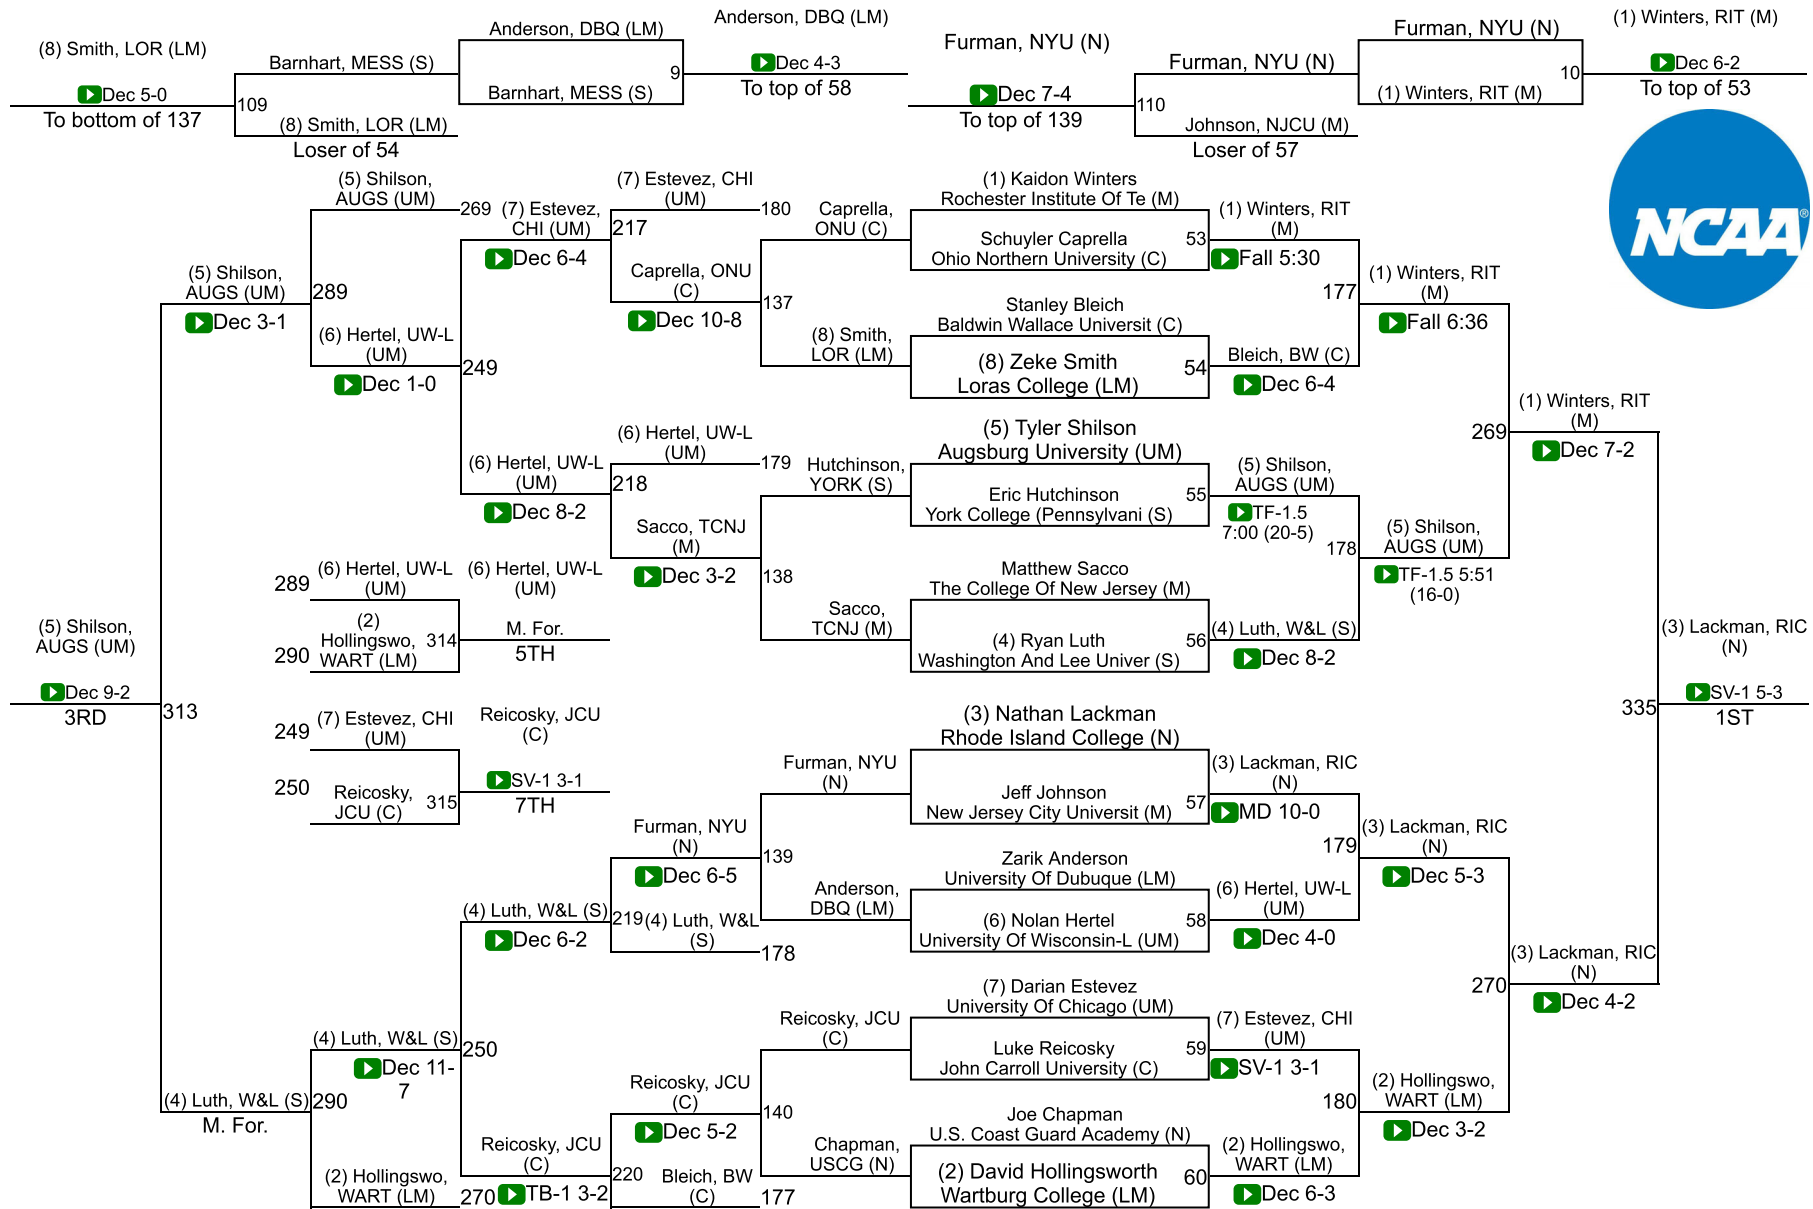 (8) Smith, LOR (LM)
Dec 5-0
To bottom of 137
109
Barnhart, MESS (S)
(8) Smith, LOR (LM)
Loser of 54
Anderson, DBQ (LM)
Barnhart, MESS (S)
9
Anderson, DBQ (LM)
Dec 4-3
To top of 58
Furman, NYU (N)
Dec 7-4
To top of 139
110
Furman, NYU (N)
Johnson, NJCU (M)
Loser of 57
Furman, NYU (N)
(1) Winters, RIT (M)
10
(1) Winters, RIT (M)
Dec 6-2
To top of 53
NCAA®
(5) Shilson,
AUGS (UM)
269
(5) Shilson,
AUGS (UM)
Dec 3-1
289
(6) Hertel, UW-L
(UM)
Dec 1-0
249
(7) Estevez,
CHI (UM)
Dec 6-4
217
(7) Estevez, CHI
(UM)
180
Caprella, ONU
(C)
Dec 10-8
137
Caprella,
ONU (C)
(8) Smith,
LOR (LM)
(1) Kaidon Winters
Rochester Institute Of Te (M)
Schuyler Caprella
Ohio Northern University (C)
53
(1) Winters, RIT
(M)
Fall 5:30
Stanley Bleich
Baldwin Wallace Universit (C)
(8) Zeke Smith
Loras College (LM)
54
Bleich, BW (C)
Dec 6-4
177
(1) Winters, RIT
(M)
Fall 6:36
(6) Hertel, UW-L
(UM)
Dec 8-2
218
(6) Hertel, UW-L
(UM)
179
Sacco, TCNJ
(M)
Dec 3-2
138
Hutchinson,
YORK (S)
Sacco,
TCNJ (M)
(5) Tyler Shilson
Augsburg University (UM)
Eric Hutchinson
York College (Pennsylvani (S)
55
(5) Shilson,
AUGS (UM)
TF-1.5
7:00 (20-5)
Matthew Sacco
The College Of New Jersey (M)
(4) Ryan Luth
Washington And Lee Univer (S)
56
(4) Luth, W&L (S)
Dec 8-2
178
(5) Shilson,
AUGS (UM)
TF-1.5 5:51
(16-0)
269
(1) Winters, RIT
(M)
Dec 7-2
289
(6) Hertel, UW-L
(UM)
290
(2)
Hollingswo,
WART (LM)
314
(6) Hertel, UW-L
(UM)
M. For.
5TH
(5) Shilson,
AUGS (UM)
Dec 9-2
3RD
313
249
(7) Estevez, CHI
(UM)
250
Reicosky,
JCU (C)
315
Reicosky, JCU
(C)
SV-1 3-1
7TH
(3) Lackman, RIC
(N)
SV-1 5-3
1ST
335
(3) Nathan Lackman
Rhode Island College (N)
Jeff Johnson
New Jersey City Universit (M)
57
(3) Lackman, RIC
(N)
MD 10-0
Furman, NYU
(N)
Anderson,
DBQ (LM)
139
Furman, NYU
(N)
Dec 6-5
Zarik Anderson
University Of Dubuque (LM)
(6) Nolan Hertel
University Of Wisconsin-L (UM)
58
(6) Hertel, UW-L
(UM)
Dec 4-0
179
(3) Lackman, RIC
(N)
Dec 5-3
(4) Luth, W&L (S)
Dec 6-2
219
(4) Luth, W&L
(S)
178
270
(3) Lackman, RIC
(N)
Dec 4-2
(4) Luth, W&L (S)
Dec 11-
7
250
(7) Darian Estevez
University Of Chicago (UM)
Luke Reicosky
John Carroll University (C)
59
(7) Estevez, CHI
(UM)
SV-1 3-1
Reicosky, JCU
(C)
Chapman,
USCG (N)
140
Reicosky, JCU
(C)
Dec 5-2
Joe Chapman
U.S. Coast Guard Academy (N)
(2) David Hollingsworth
Wartburg College (LM)
60
(2) Hollingswo,
WART (LM)
Dec 6-3
180
(2) Hollingswo,
WART (LM)
Dec 3-2
(4) Luth, W&L (S)
M. For.
290
(2) Hollingswo,
WART (LM)
270
Reicosky, JCU
(C)
TB-1 3-2
220
Bleich, BW
(C)
177